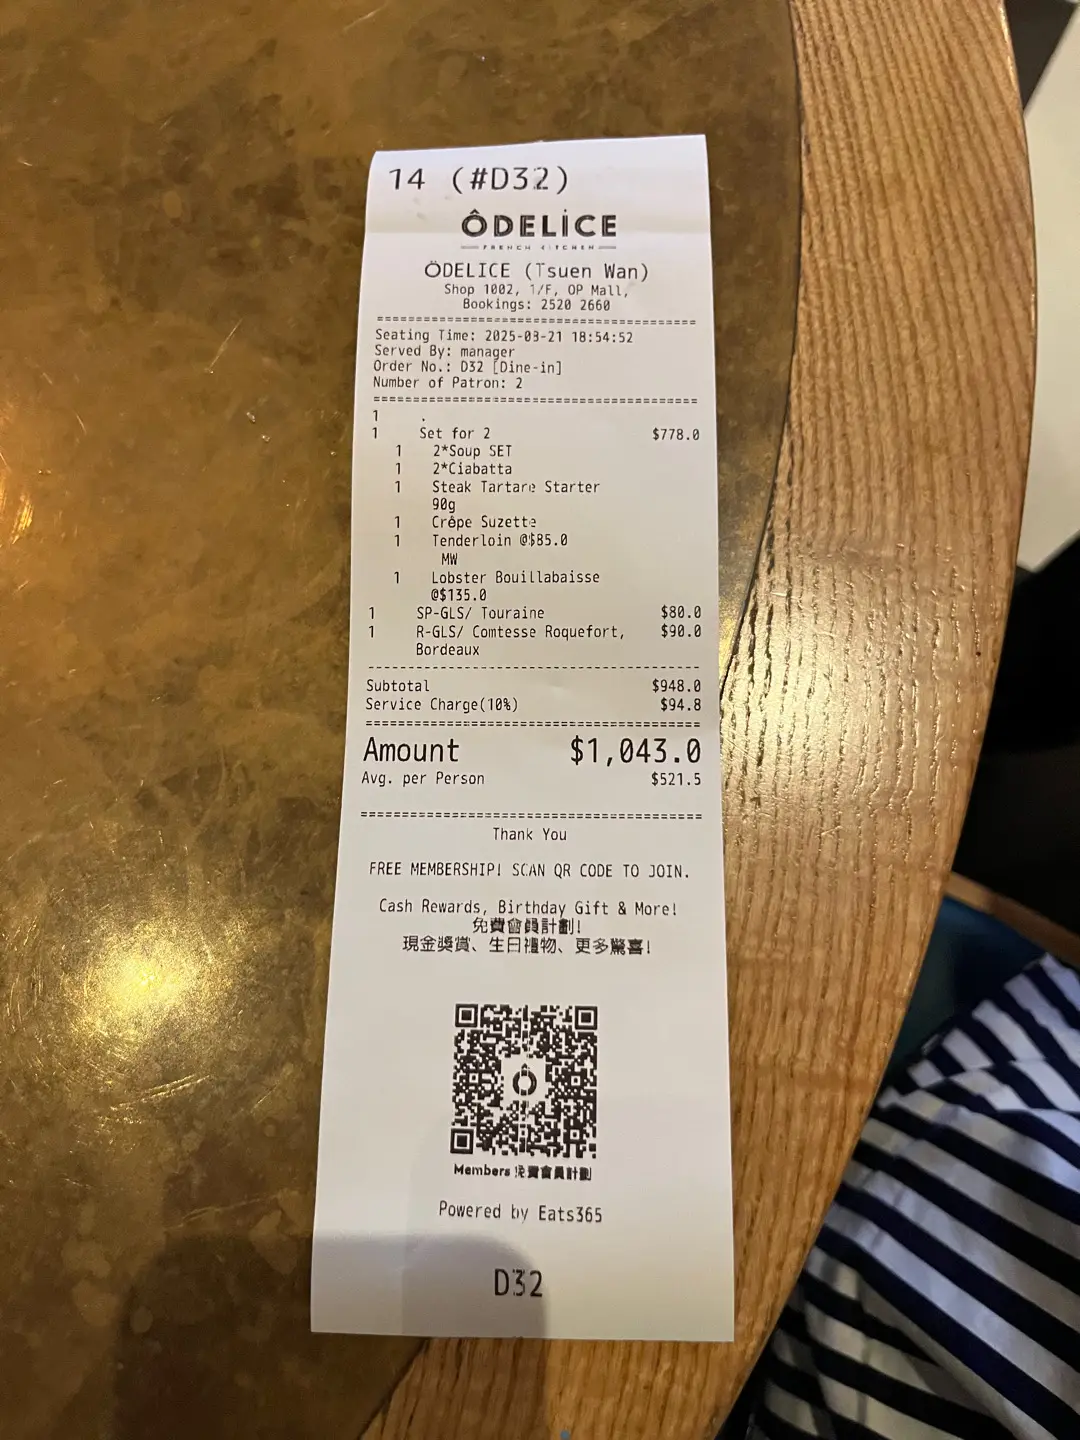 14 (#D32)
ÔDELİCE
FRENCH KITCHEN
ÖDELICE (Tsuen Wan)
Shop 1002, 1/F, OP Mall,
Bookings: 2520 2660
================================================
Seating Time: 2025-03-21 18:54:52
Served By: manager
Order No.: D32 [Dine-in]
Number of Patron: 2
================================================
1 .
1 Set for 2 $778.0
1 2*Soup SET
1 2*Ciabatta
1 Steak Tartare Starter
90g
1 Crêpe Suzette
1 Tenderloin @$85.0
MW
1 Lobster Bouillabaisse
@$135.0
1 SP-GLS/ Touraine $80.0
1 R-GLS/ Comtesse Roquefort, $90.0
Bordeaux
------------------------------------------------
Subtotal $948.0
Service Charge(10%) $94.8
================================================
Amount $1,043.0
Avg. per Person $521.5
================================================
Thank You
FREE MEMBERSHIP! SCAN QR CODE TO JOIN.
Cash Rewards, Birthday Gift & More!
免費會員計劃!
現金獎賞、生日禮物、更多驚喜!
Members 免費會員計劃
Powered by Eats365
D32